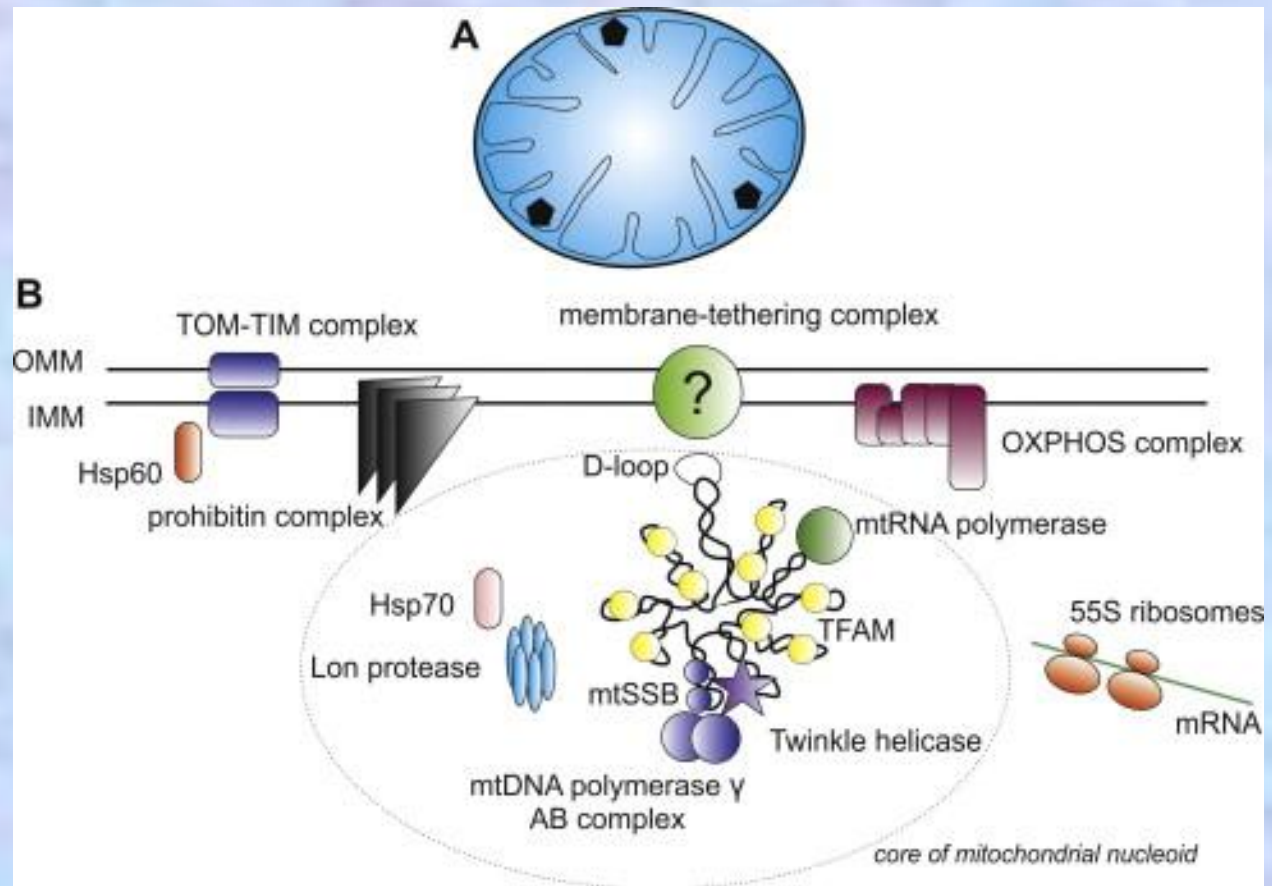 A
B
TOM-TIM complex
membrane-tethering complex
OMM
?
IMM
OXPHOS complex
Hsp60
D-loop
prohibitin complex
mtRNA polymerase
Hsp70
55S ribosomes
TFAM
Lon protease
mtSSB
mRNA
Twinkle helicase
mtDNA polymerase γ
AB complex
core of mitochondrial nucleoid